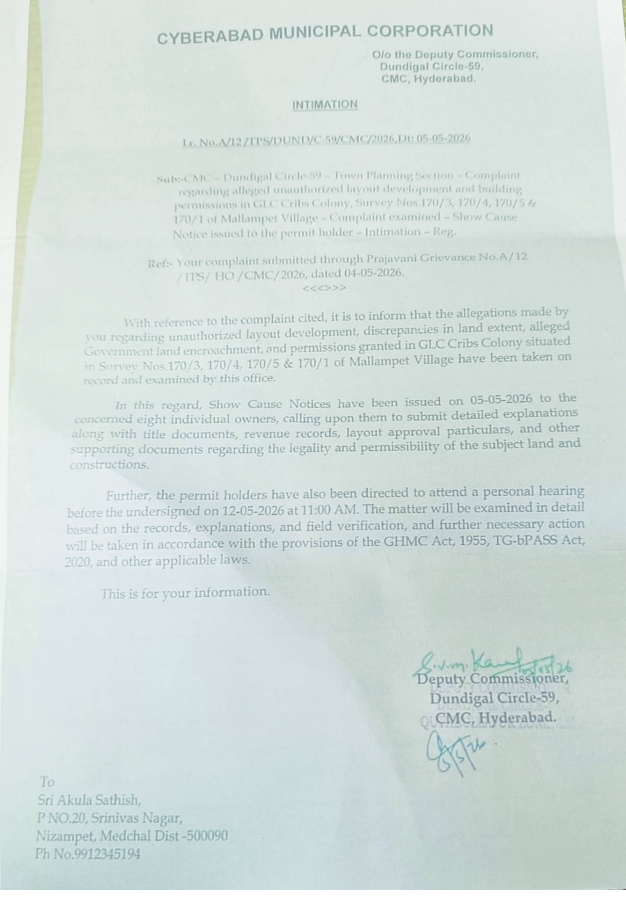 CYBERABAD MUNICIPAL CORPORATION
O/o the Deputy Commissioner,
Dundigal Circle-59,
CMC, Hyderabad.
INTIMATION
Lr. No.A/12/TPS/DUND/C-59/CMC/2026,Dt: 05-05-2026
Sub:-CMC – Dundigal Circle-59 – Town Planning Section – Complaint
regarding alleged unauthorized layout development and building
permissions in GLC Cribs Colony, Survey Nos.170/3, 170/4, 170/5 &
170/1 of Mallampet Village – Complaint examined – Show Cause
Notice issued to the permit holder – Intimation – Reg.
Ref:- Your complaint submitted through Prajavani Grievance No.A/12
/TPS/ HO /CMC/2026, dated 04-05-2026.
<<<>>>
With reference to the complaint cited, it is to inform that the allegations made by
you regarding unauthorized layout development, discrepancies in land extent, alleged
Government land encroachment, and permissions granted in GLC Cribs Colony situated
in Survey Nos.170/3, 170/4, 170/5 & 170/1 of Mallampet Village have been taken on
record and examined by this office.
In this regard, Show Cause Notices have been issued on 05-05-2026 to the
concerned eight individual owners, calling upon them to submit detailed explanations
along with title documents, revenue records, layout approval particulars, and other
supporting documents regarding the legality and permissibility of the subject land and
constructions.
Further, the permit holders have also been directed to attend a personal hearing
before the undersigned on 12-05-2026 at 11:00 AM. The matter will be examined in detail
based on the records, explanations, and field verification, and further necessary action
will be taken in accordance with the provisions of the GHMC Act, 1955, TG-bPASS Act,
2020, and other applicable laws.
This is for your information.
Deputy Commissioner,
Dundigal Circle-59,
CMC, Hyderabad.
To
Sri Akula Sathish,
P NO.20, Srinivas Nagar,
Nizampet, Medchal Dist -500090
Ph No.9912345194